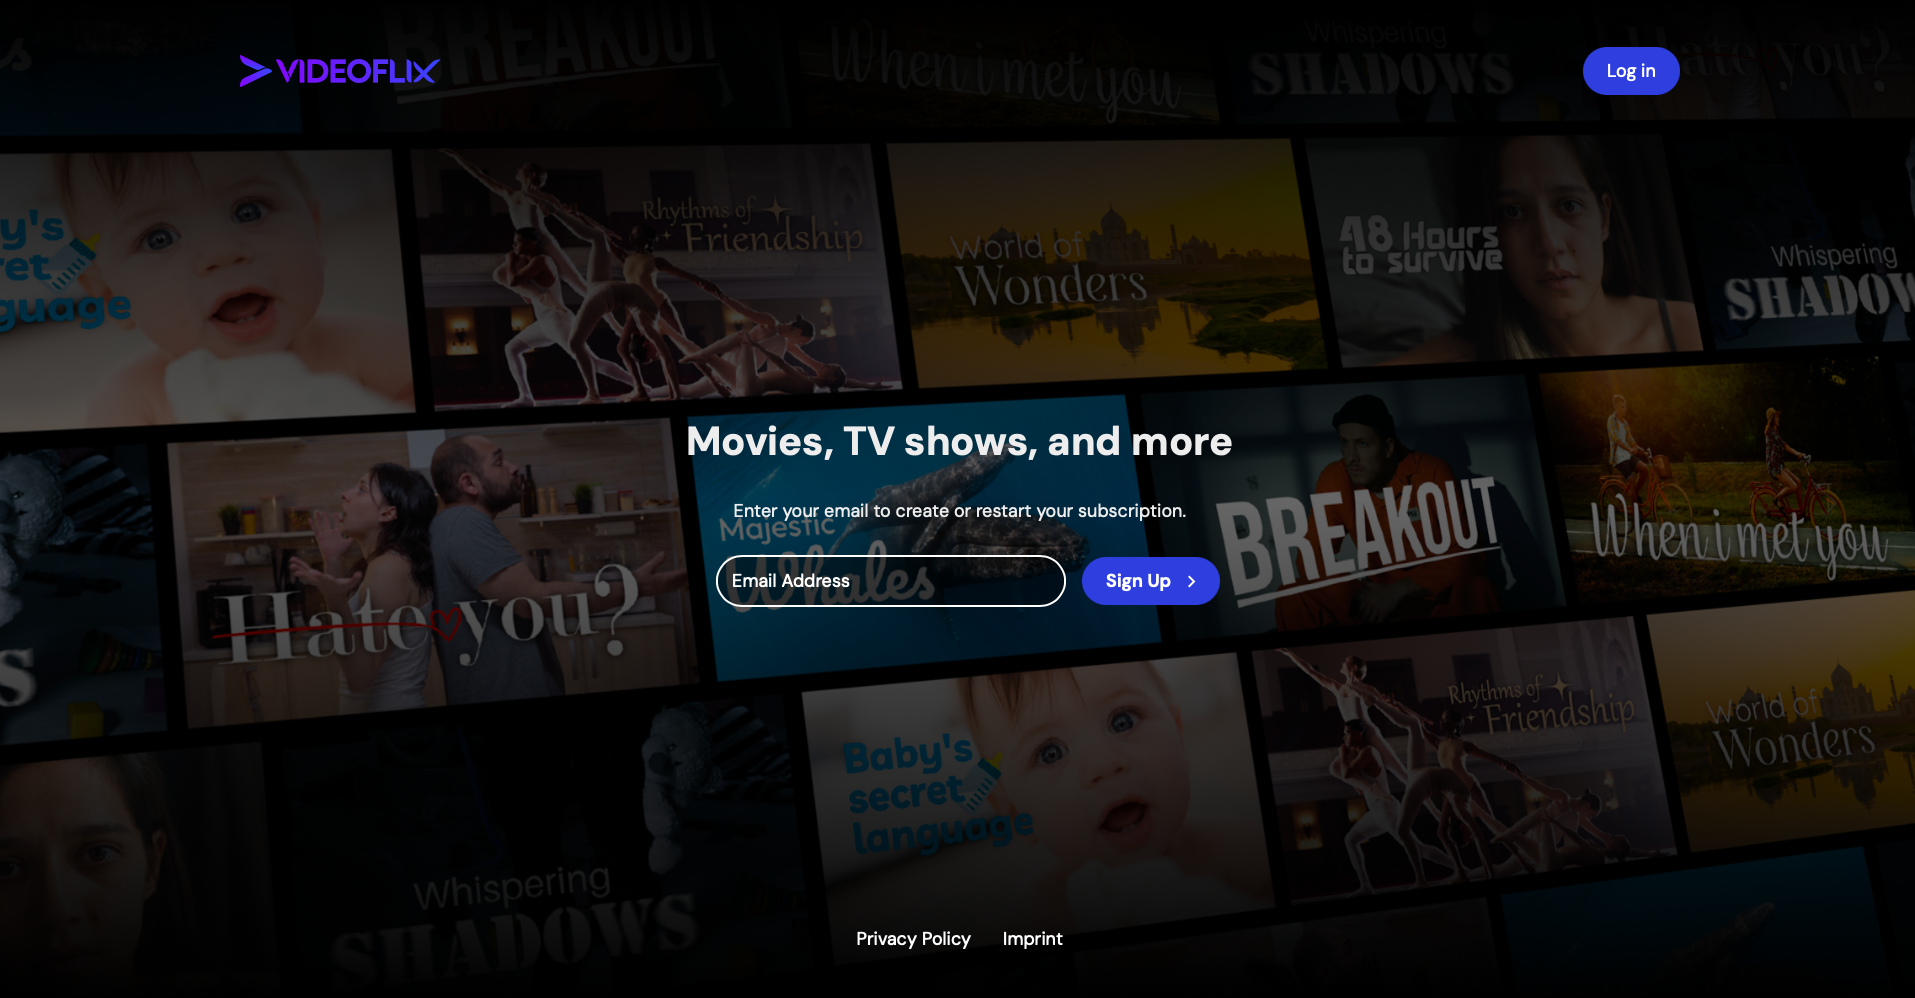 BREAKOUT
When i met you
Whispering
SHADOWS
Hate you?
VIDEOFLIX
Log in
Rhythms of
Friendship
World of
Wonders
48 Hours
to survive
Whispering
SHADOWS
Movies, TV shows, and more
Enter your email to create or restart your subscription.
Email Address
Sign Up
Majestic
Whales
BREAKOUT
When i met you
Hate you?
Baby's
secret
language
Rhythms of
Friendship
World of
Wonders
Whispering
SHADOWS
Privacy Policy
Imprint